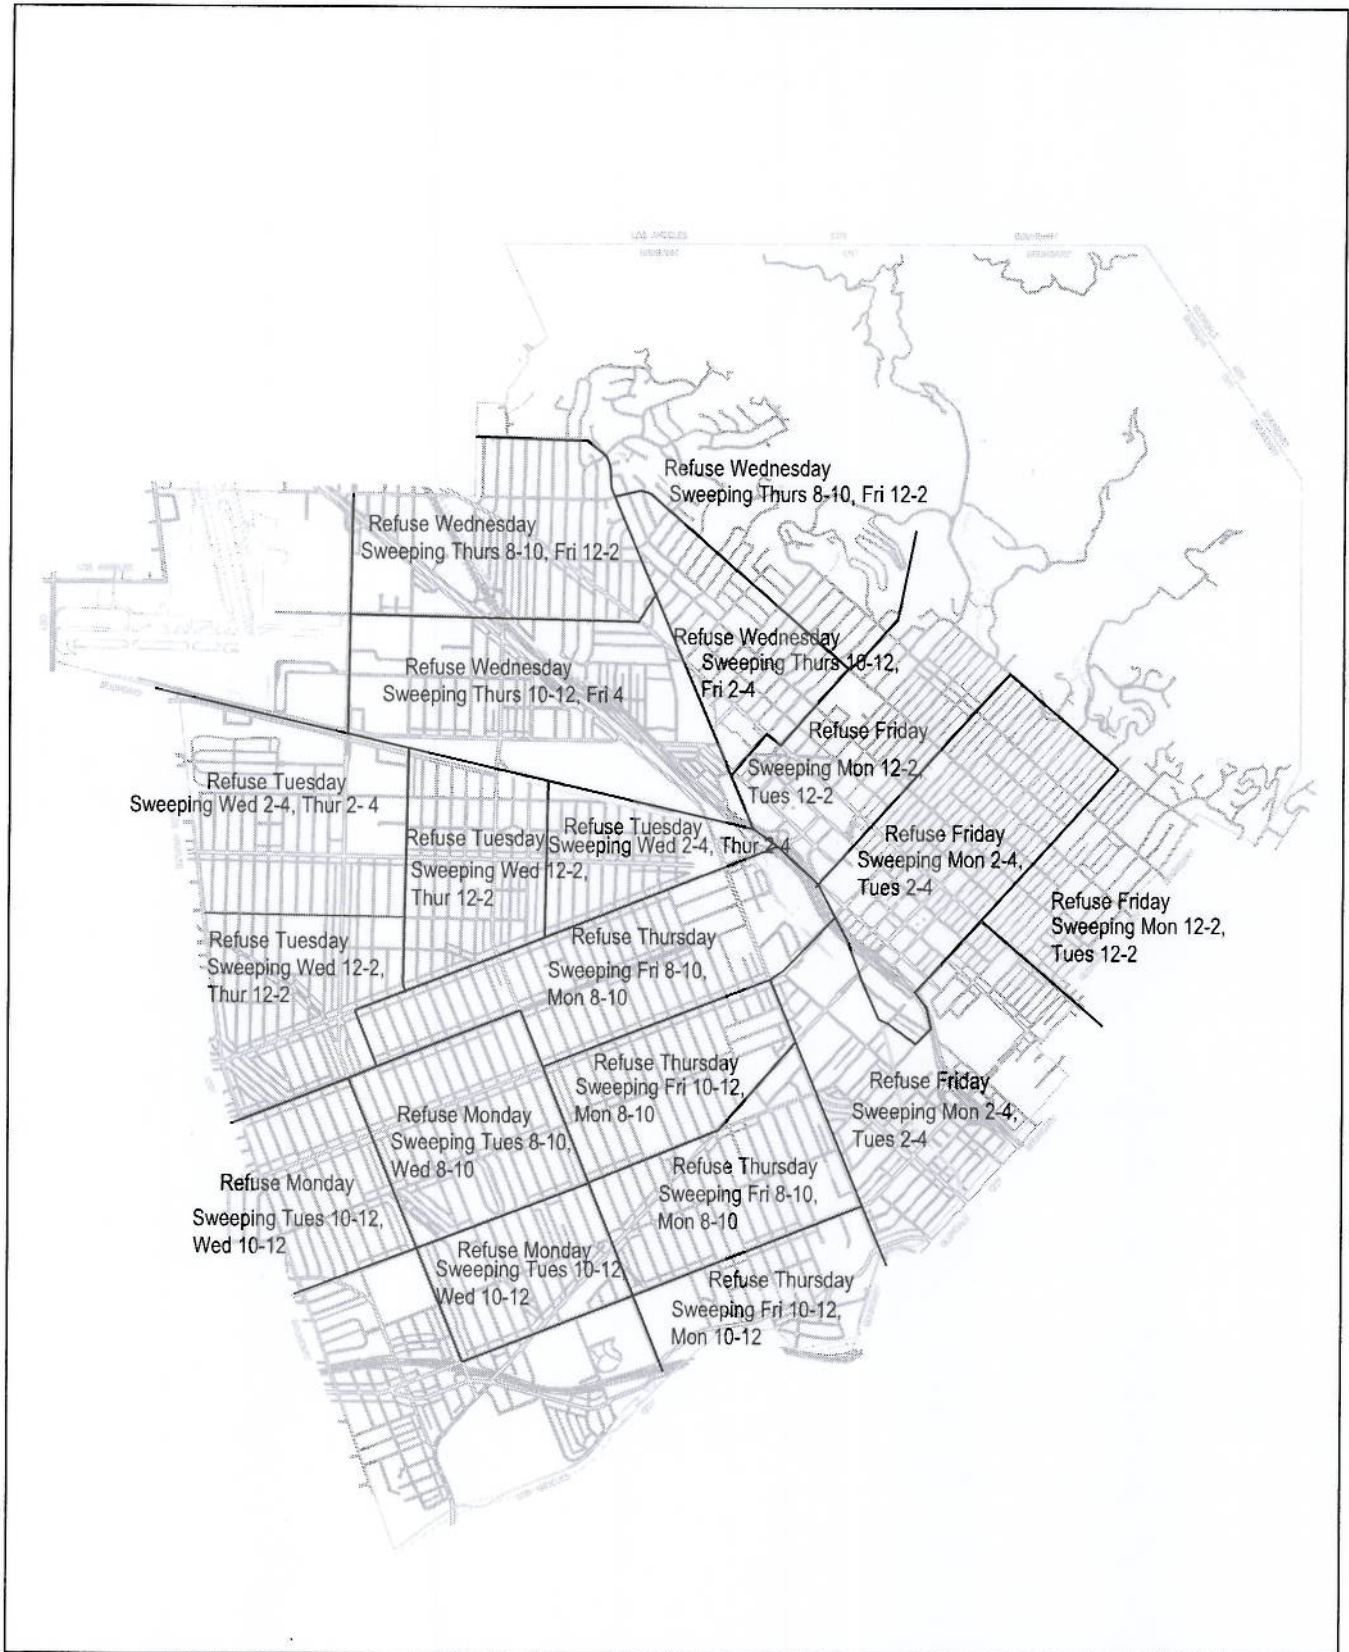 Refuse Wednesday
Sweeping Thurs 8-10, Fri 12-2
Refuse Wednesday
Sweeping Thurs 8-10, Fri 12-2
Refuse Wednesday
Sweeping Thurs 10-12,
Fri 2-4
Refuse Wednesday
Sweeping Thurs 10-12, Fri 4
Refuse Friday
Sweeping Mon 12-2,
Tues 12-2
Refuse Tuesday
Sweeping Wed 2-4, Thur 2- 4
Refuse Tuesday
Sweeping Wed 12-2,
Thur 12-2
Refuse Tuesday
Sweeping Wed 2-4, Thur 2-4
Refuse Friday
Sweeping Mon 2-4,
Tues 2-4
Refuse Friday
Sweeping Mon 12-2,
Tues 12-2
Refuse Tuesday
Sweeping Wed 12-2,
Thur 12-2
Refuse Thursday
Sweeping Fri 8-10,
Mon 8-10
Refuse Thursday
Sweeping Fri 10-12,
Mon 8-10
Refuse Friday
Sweeping Mon 2-4,
Tues 2-4
Refuse Monday
Sweeping Tues 8-10,
Wed 8-10
Refuse Monday
Sweeping Tues 10-12,
Wed 10-12
Refuse Thursday
Sweeping Fri 8-10,
Mon 8-10
Refuse Monday
Sweeping Tues 10-12,
Wed 10-12
Refuse Thursday
Sweeping Fri 10-12,
Mon 10-12